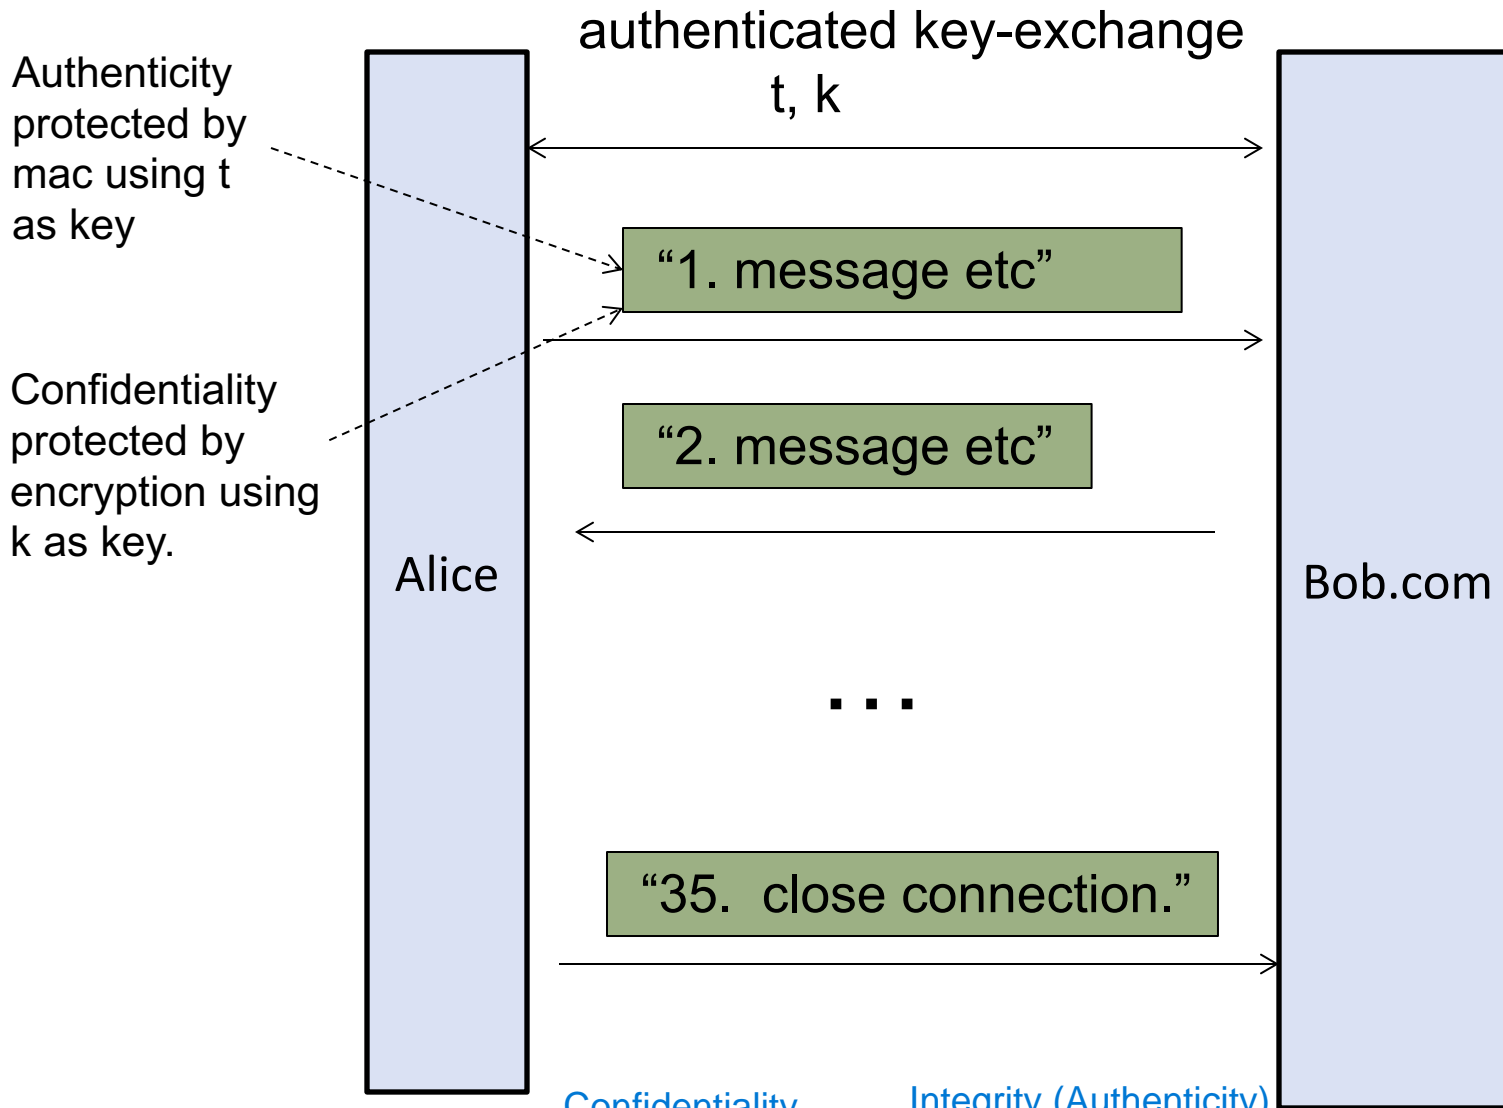 authenticated key-exchange
t, k
Authenticity
protected by
mac using t
as key
“1. message etc”
Confidentiality
protected by
encryption using
k as key.
“2. message etc”
Alice
Bob.com
...
“35.  close connection.”
Confidentiality
Integrity (Authenticity)